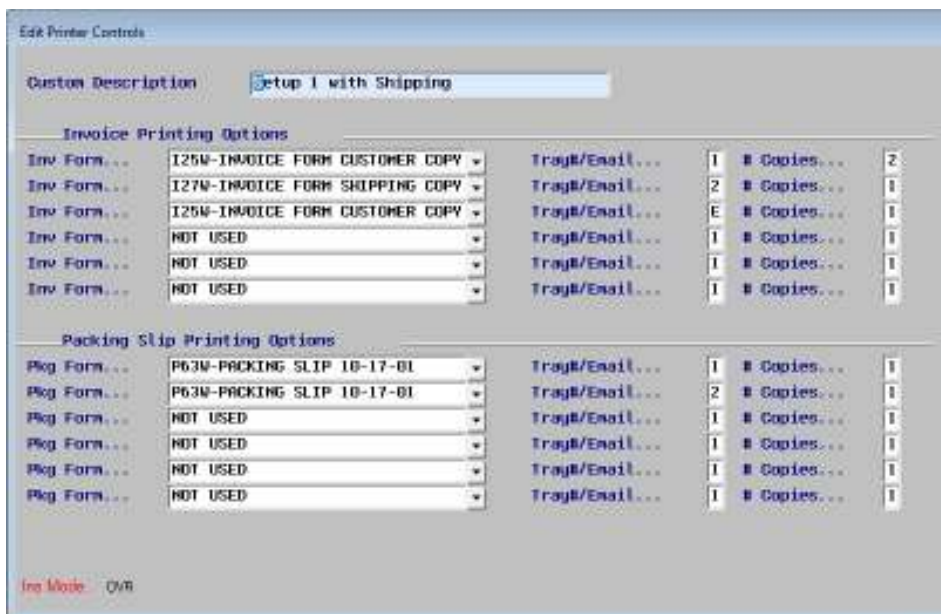 Edit Printer Controls
Custom Description Setup 1 with Shipping
Invoice Printing Options
Inv Form... I25W-INVOICE FORM CUSTOMER COPY Tray#/Email... 1 # Copies... 2
Inv Form... I27W-INVOICE FORM SHIPPING COPY Tray#/Email... 2 # Copies... 1
Inv Form... I25W-INVOICE FORM CUSTOMER COPY Tray#/Email... E # Copies... 1
Inv Form... NOT USED Tray#/Email... 1 # Copies... 1
Inv Form... NOT USED Tray#/Email... 1 # Copies... 1
Inv Form... NOT USED Tray#/Email... 1 # Copies... 1
Packing Slip Printing Options
Pkg Form... P63W-PACKING SLIP 10-17-01 Tray#/Email... 1 # Copies... 1
Pkg Form... P63W-PACKING SLIP 10-17-01 Tray#/Email... 2 # Copies... 1
Pkg Form... NOT USED Tray#/Email... 1 # Copies... 1
Pkg Form... NOT USED Tray#/Email... 1 # Copies... 1
Pkg Form... NOT USED Tray#/Email... 1 # Copies... 1
Pkg Form... NOT USED Tray#/Email... 1 # Copies... 1
Ins Mode... OVR